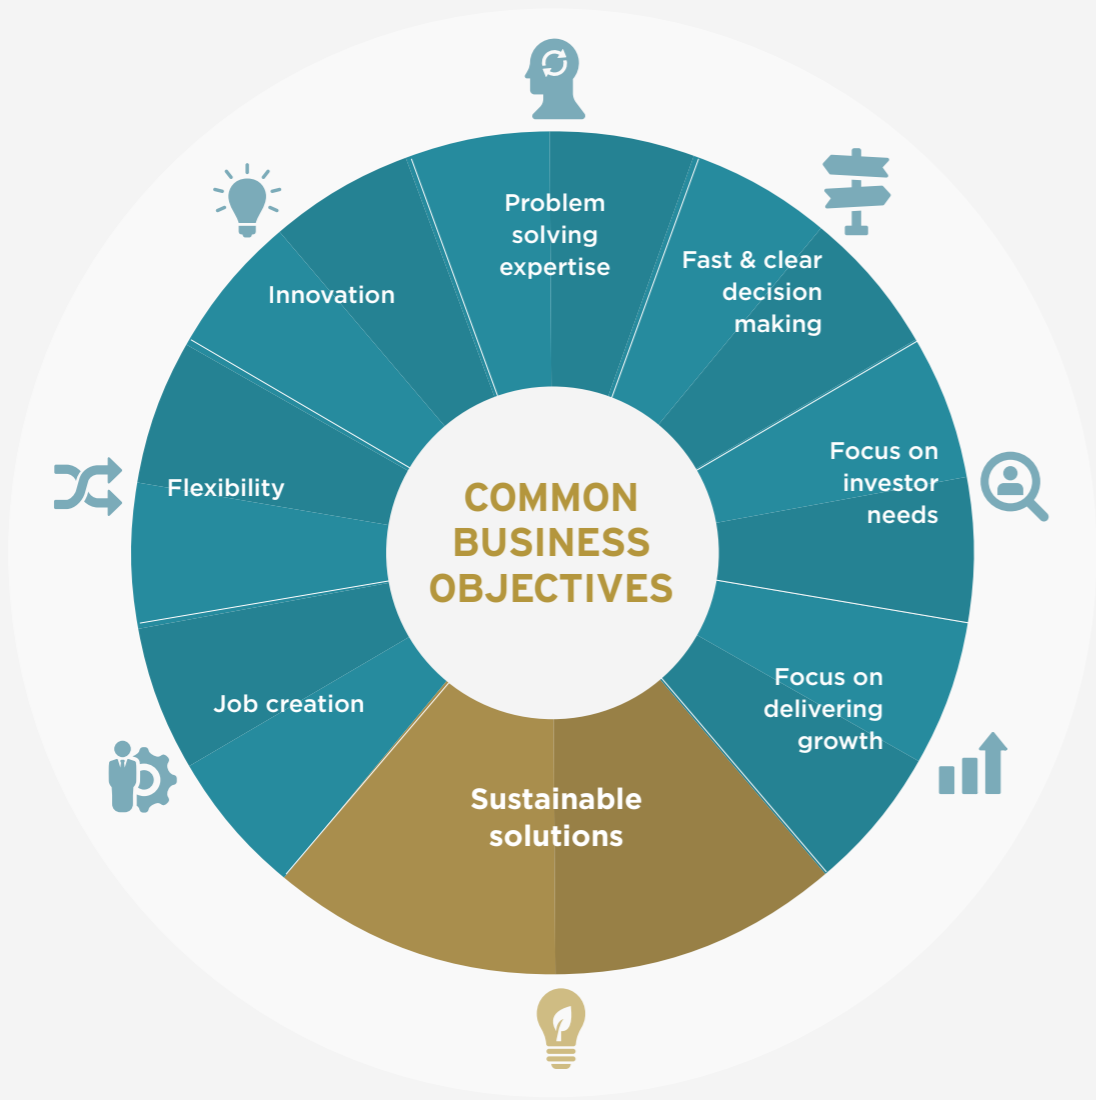 Problem
solving
expertise
Fast & clear
decision
making
Innovation
Focus on
investor
needs
Flexibility
COMMON
BUSINESS
OBJECTIVES
Focus on
delivering
growth
Job creation
Sustainable
solutions